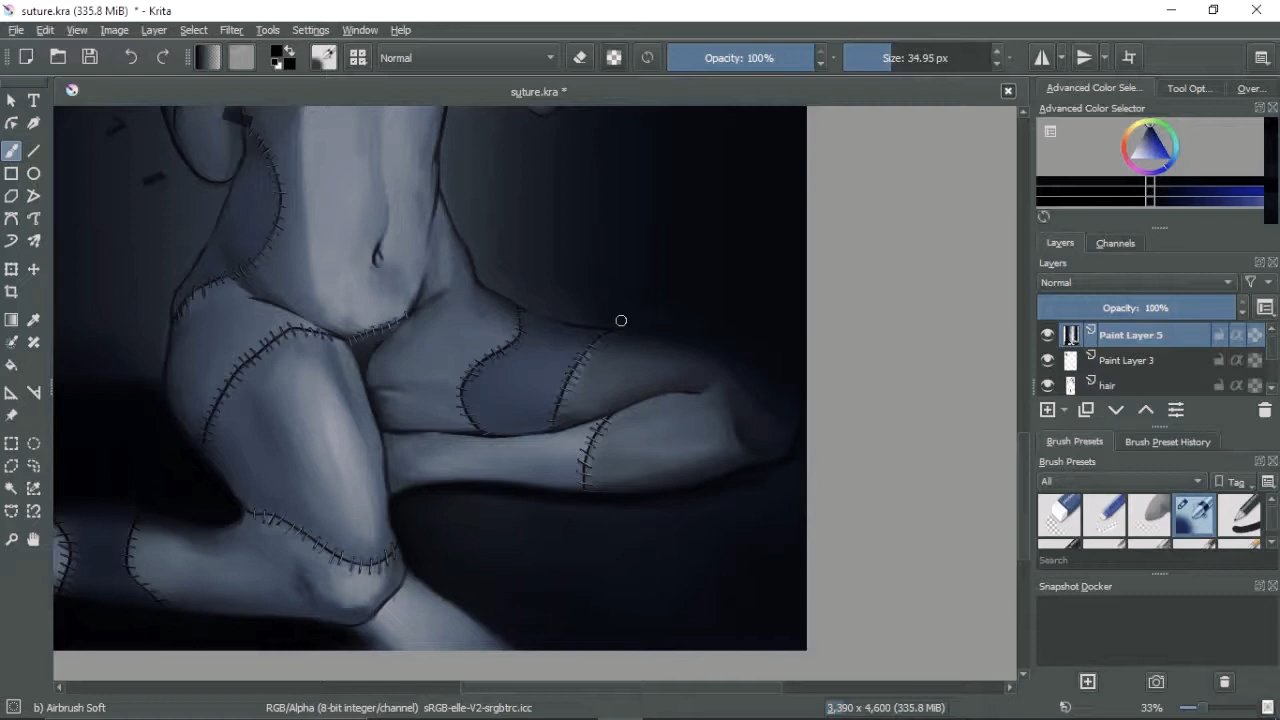 suture.kra (335.8 MiB) * - Krita
File Edit View Image Layer Select Filter Tools Settings Window Help
Normal Opacity: 100% Size: 34.95 px
suture.kra *
Advanced Color Sele... Tool Opt... Over...
Advanced Color Selector
Layers Channels
Layers
Normal
Opacity: 100%
Paint Layer 5
Paint Layer 3
hair
Brush Presets Brush Preset History
Brush Presets
All Tag
Search
Snapshot Docker
b) Airbrush Soft RGB/Alpha (8-bit integer/channel) sRGB-elle-V2-srgbtrc.icc 3,390 x 4,600 (335.8 MiB) 33%